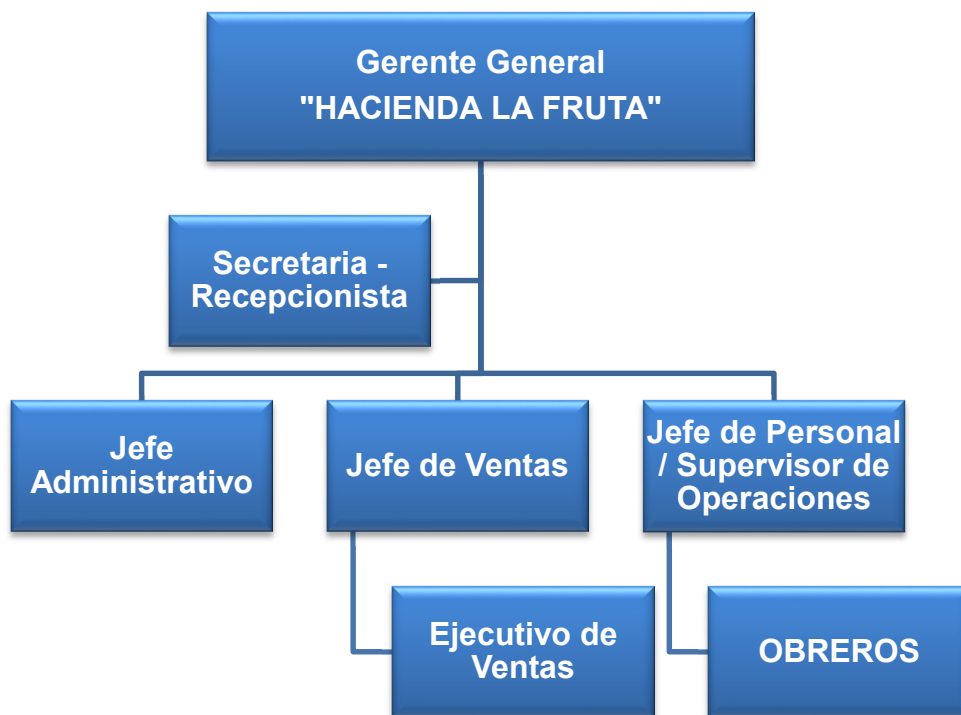 Gerente General
"HACIENDA LA FRUTA"
Secretaria -
Recepcionista
Jefe
Administrativo
Jefe de Ventas
Jefe de Personal
/ Supervisor de
Operaciones
Ejecutivo de
Ventas
OBREROS